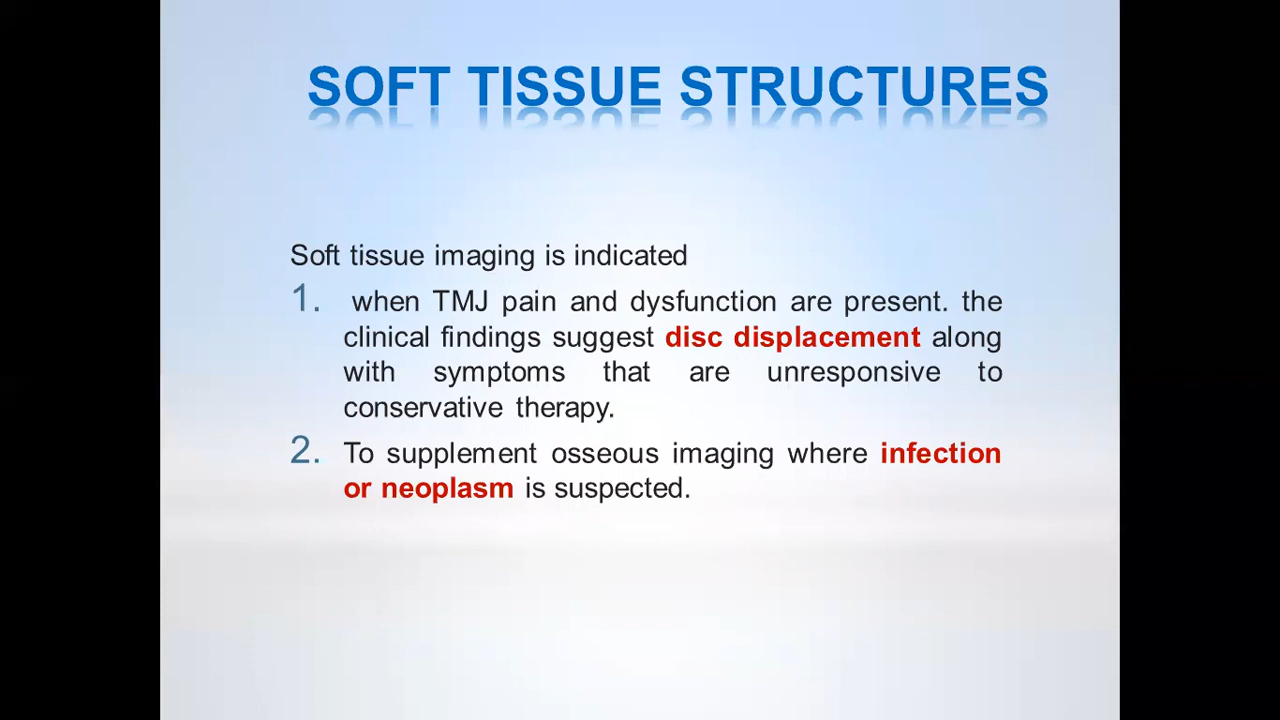 SOFT TISSUE STRUCTURES
Soft tissue imaging is indicated
1. when TMJ pain and dysfunction are present. the
clinical findings suggest disc displacement along
with symptoms that are unresponsive to
conservative therapy.
2. To supplement osseous imaging where infection
or neoplasm is suspected.